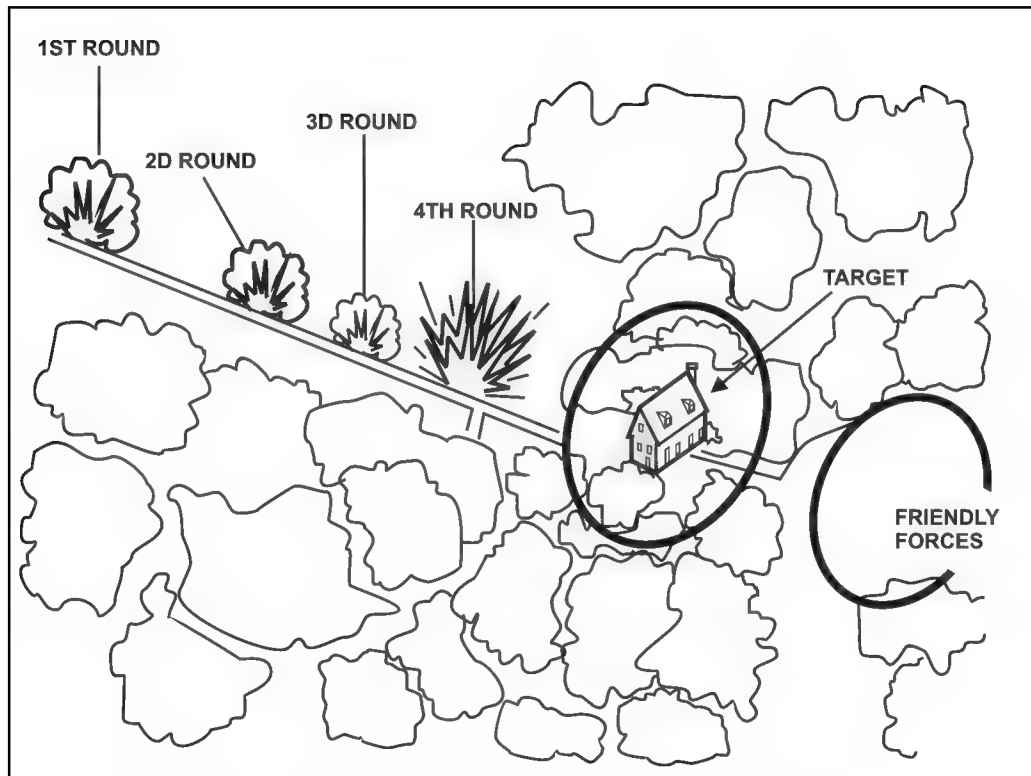 1ST ROUND
2D ROUND
3D ROUND
4TH ROUND
TARGET
FRIENDLY
FORCES